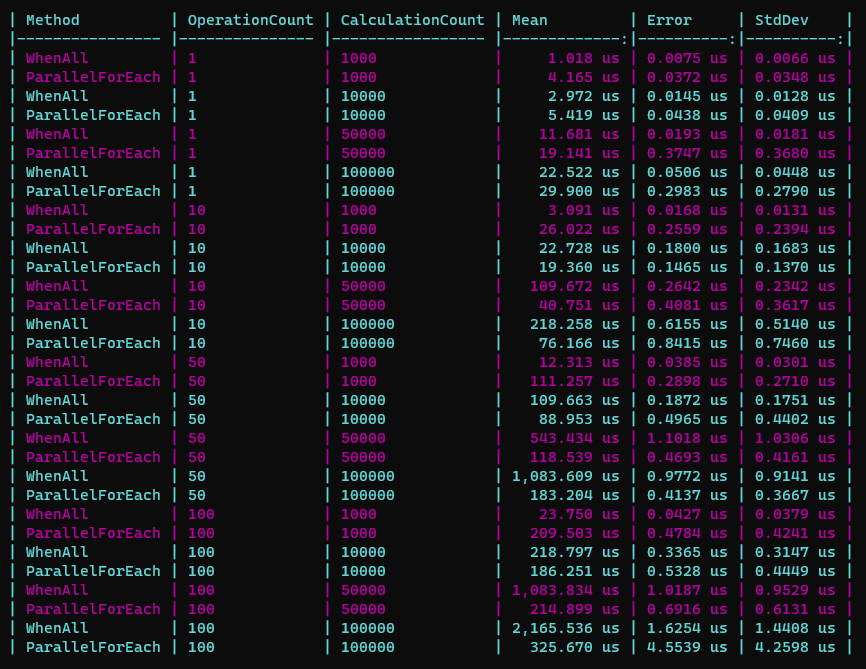 | Method          | OperationCount | CalculationCount | Mean         | Error     | StdDev    |
|---------------- |--------------- |----------------- |-------------:|----------:|----------:|
| WhenAll         | 1              | 1000             |     1.018 us | 0.0075 us | 0.0066 us |
| ParallelForEach | 1              | 1000             |     4.165 us | 0.0372 us | 0.0348 us |
| WhenAll         | 1              | 10000            |     2.972 us | 0.0145 us | 0.0128 us |
| ParallelForEach | 1              | 10000            |     5.419 us | 0.0438 us | 0.0409 us |
| WhenAll         | 1              | 50000            |    11.681 us | 0.0193 us | 0.0181 us |
| ParallelForEach | 1              | 50000            |    19.141 us | 0.3747 us | 0.3680 us |
| WhenAll         | 1              | 100000           |    22.522 us | 0.0506 us | 0.0448 us |
| ParallelForEach | 1              | 100000           |    29.900 us | 0.2983 us | 0.2790 us |
| WhenAll         | 10             | 1000             |     3.091 us | 0.0168 us | 0.0131 us |
| ParallelForEach | 10             | 1000             |    26.022 us | 0.2559 us | 0.2394 us |
| WhenAll         | 10             | 10000            |    22.728 us | 0.1800 us | 0.1683 us |
| ParallelForEach | 10             | 10000            |    19.360 us | 0.1465 us | 0.1370 us |
| WhenAll         | 10             | 50000            |   109.672 us | 0.2642 us | 0.2342 us |
| ParallelForEach | 10             | 50000            |    40.751 us | 0.4081 us | 0.3617 us |
| WhenAll         | 10             | 100000           |   218.258 us | 0.6155 us | 0.5140 us |
| ParallelForEach | 10             | 100000           |    76.166 us | 0.8415 us | 0.7460 us |
| WhenAll         | 50             | 1000             |    12.313 us | 0.0385 us | 0.0301 us |
| ParallelForEach | 50             | 1000             |   111.257 us | 0.2898 us | 0.2710 us |
| WhenAll         | 50             | 10000            |   109.663 us | 0.1872 us | 0.1751 us |
| ParallelForEach | 50             | 10000            |    88.953 us | 0.4965 us | 0.4402 us |
| WhenAll         | 50             | 50000            |   543.434 us | 1.1018 us | 1.0306 us |
| ParallelForEach | 50             | 50000            |   118.539 us | 0.4693 us | 0.4161 us |
| WhenAll         | 50             | 100000           | 1,083.609 us | 0.9772 us | 0.9141 us |
| ParallelForEach | 50             | 100000           |   183.204 us | 0.4137 us | 0.3667 us |
| WhenAll         | 100            | 1000             |    23.750 us | 0.0427 us | 0.0379 us |
| ParallelForEach | 100            | 1000             |   209.503 us | 0.4784 us | 0.4241 us |
| WhenAll         | 100            | 10000            |   218.797 us | 0.3365 us | 0.3147 us |
| ParallelForEach | 100            | 10000            |   186.251 us | 0.5328 us | 0.4449 us |
| WhenAll         | 100            | 50000            | 1,083.834 us | 1.0187 us | 0.9529 us |
| ParallelForEach | 100            | 50000            |   214.899 us | 0.6916 us | 0.6131 us |
| WhenAll         | 100            | 100000           | 2,165.536 us | 1.6254 us | 1.4408 us |
| ParallelForEach | 100            | 100000           |   325.670 us | 4.5539 us | 4.2598 us |